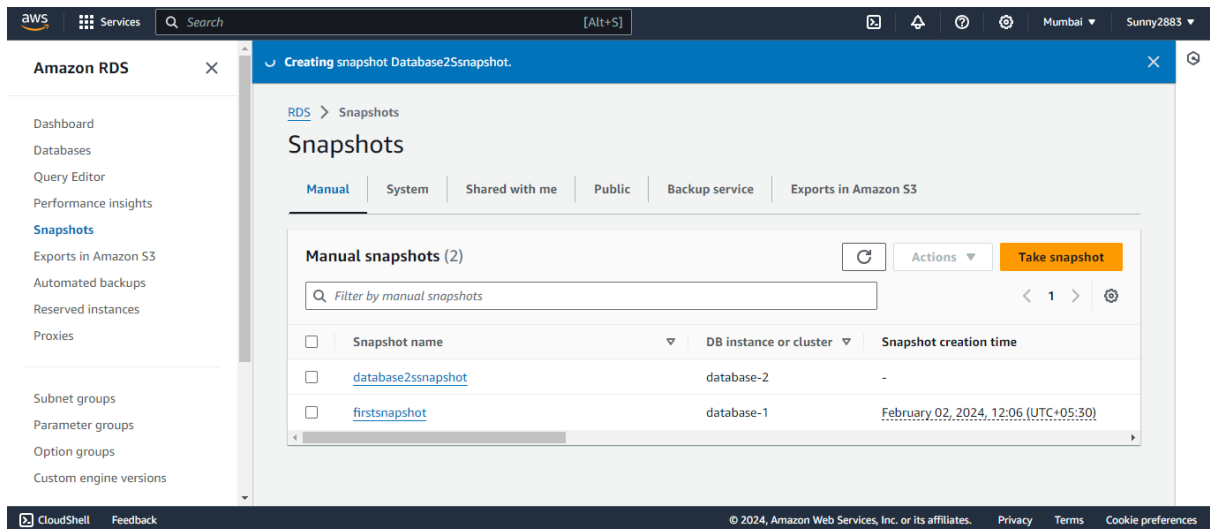 aws Services Search [Alt+S] Mumbai Sunny2883
Amazon RDS
Dashboard
Databases
Query Editor
Performance insights
Snapshots
Exports in Amazon S3
Automated backups
Reserved instances
Proxies
Subnet groups
Parameter groups
Option groups
Custom engine versions
Creating snapshot Database2Ssnapshot.
RDS > Snapshots
Snapshots
Manual System Shared with me Public Backup service Exports in Amazon S3
Manual snapshots (2) Actions Take snapshot
Filter by manual snapshots 1
Snapshot name DB instance or cluster Snapshot creation time
database2ssnapshot database-2 -
firstsnapshot database-1 February 02, 2024, 12:06 (UTC+05:30)
CloudShell Feedback © 2024, Amazon Web Services, Inc. or its affiliates. Privacy Terms Cookie preferences